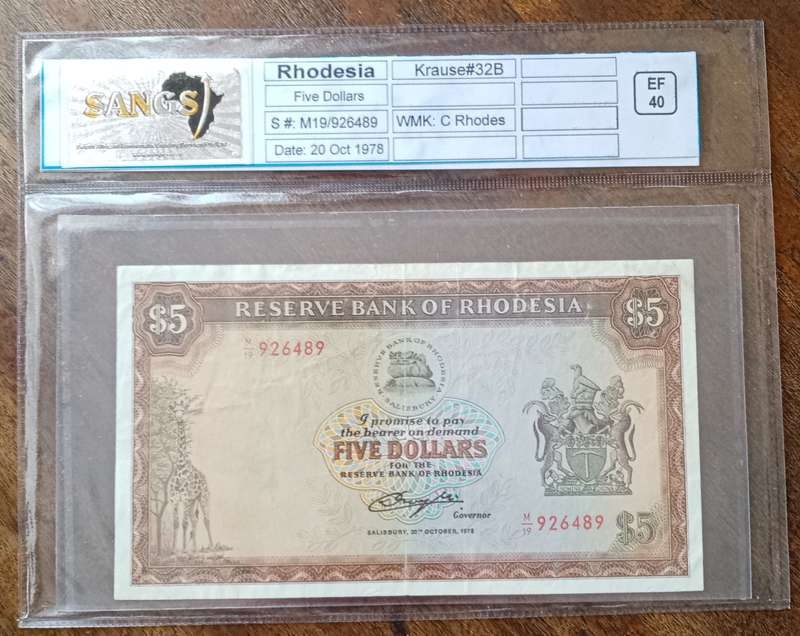 SANGS
Rhodesia
Krause#32B
Five Dollars
S #: M19/926489
WMK: C Rhodes
Date: 20 Oct 1978
EF
40
RESERVE BANK OF RHODESIA
$5
$5
M/19 926489
RESERVE BANK OF RHODESIA
SALISBURY
I promise to pay
the bearer on demand
FIVE DOLLARS
FOR THE
RESERVE BANK OF RHODESIA
Governor
SALISBURY, 20TH OCTOBER, 1978
M/19 926489
$5